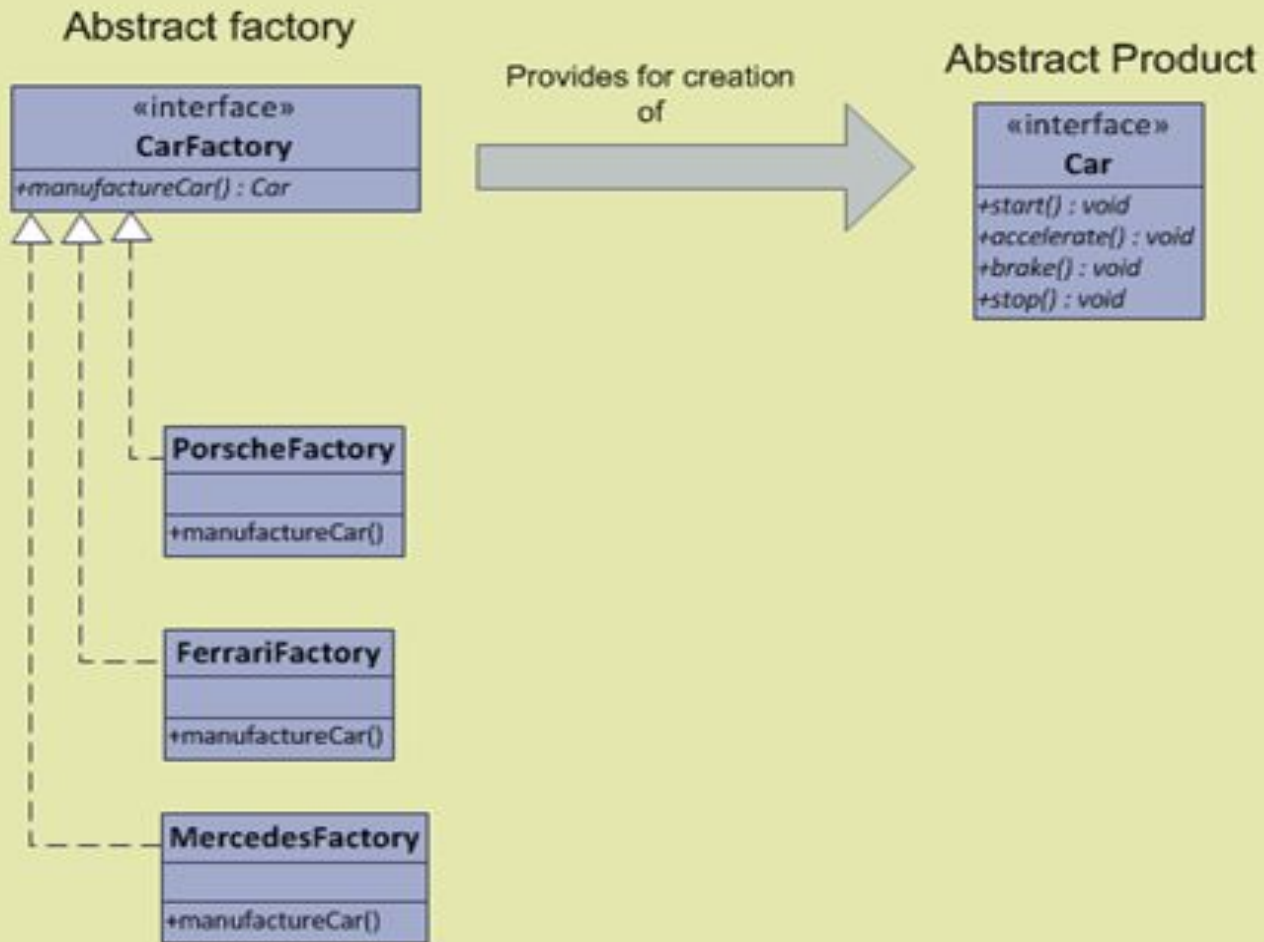 Abstract factory
«interface»
CarFactory
+manufactureCar() : Car
Provides for creation
of
Abstract Product
«interface»
Car
+start() : void
+accelerate() : void
+brake() : void
+stop() : void
PorscheFactory
+manufactureCar()
FerrariFactory
+manufactureCar()
MercedesFactory
+manufactureCar()